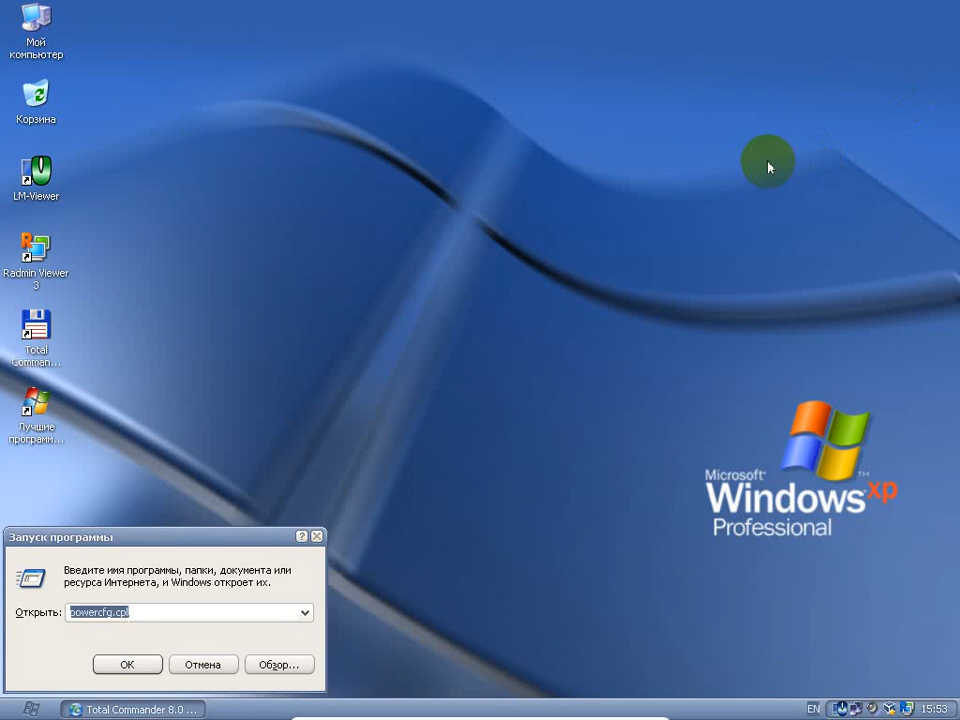 Мой
компьютер
Корзина
LM-Viewer
Radmin Viewer
3
Total
Comman...
Лучшие
программ...
Microsoft
Windows xp
TM
Professional
Запуск программы
Введите имя программы, папки, документа или
ресурса Интернета, и Windows откроет их.
Открыть: powercfg.cpl
ОК Отмена Обзор...
Total Commander 8.0 ... EN 15:53